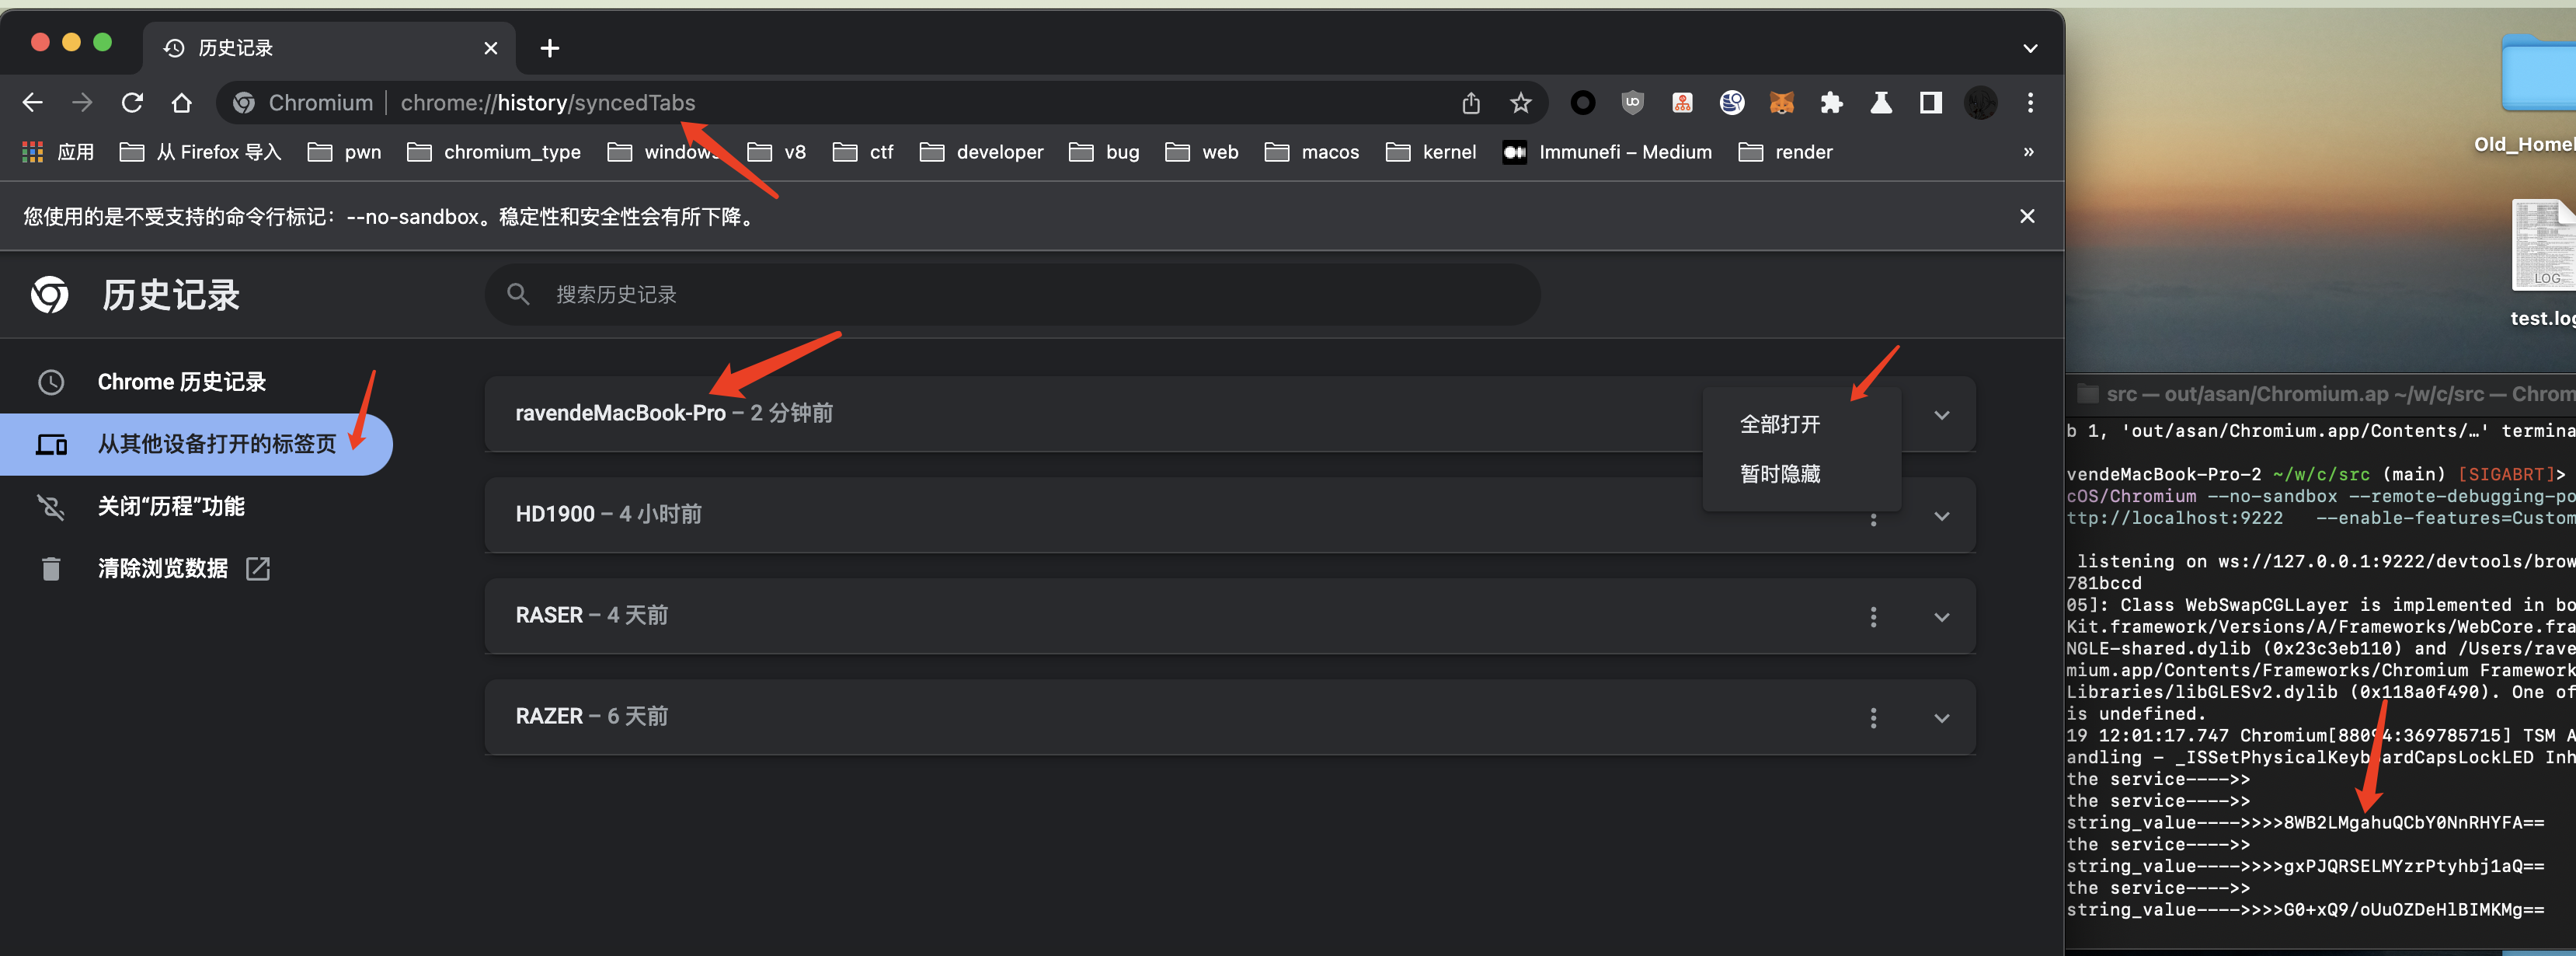 历史记录
Chromium | chrome://history/syncedTabs
应用 从 Firefox 导入 pwn chromium_type windows v8 ctf developer bug web macos kernel Immunefi – Medium render »
您使用的是不受支持的命令行标记：--no-sandbox。稳定性和安全性会有所下降。
历史记录
搜索历史记录
Chrome 历史记录
从其他设备打开的标签页
关闭“历程”功能
清除浏览数据
ravendeMacBook-Pro – 2 分钟前
全部打开
暂时隐藏
HD1900 – 4 小时前
RASER – 4 天前
RAZER – 6 天前
Old_Homel
LOG
test.log
src — out/asan/Chromium.ap ~/w/c/src — Chrom
b 1, 'out/asan/Chromium.app/Contents/…' termina
vendeMacBook-Pro-2 ~/w/c/src (main) [SIGABRT]>
cOS/Chromium --no-sandbox --remote-debugging-po
ttp://localhost:9222 --enable-features=Custom
listening on ws://127.0.0.1:9222/devtools/brow
781bccd
05]: Class WebSwapCGLLayer is implemented in bo
Kit.framework/Versions/A/Frameworks/WebCore.fra
NGLE-shared.dylib (0x23c3eb110) and /Users/rave
mium.app/Contents/Frameworks/Chromium Framework
Libraries/libGLESv2.dylib (0x118a0f490). One of
is undefined.
19 12:01:17.747 Chromium[88094:369785715] TSM A
andling - _ISSetPhysicalKeyboardCapsLockLED Inh
the service---->>
the service---->>
string_value---->>>>8WB2LMgahuQCbY0NnRHYFA==
the service---->>
string_value---->>>>gxPJQRSELMYzrPtyhbj1aQ==
the service---->>
string_value---->>>>G0+xQ9/oUuOZDeHlBIMKMg==